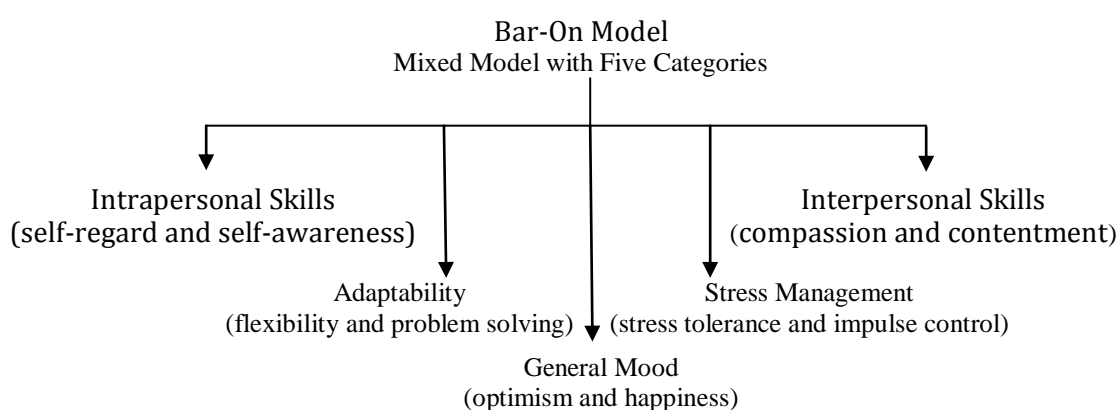 Bar-On Model
Mixed Model with Five Categories
Intrapersonal Skills
(self-regard and self-awareness)
Interpersonal Skills
(compassion and contentment)
Adaptability
(flexibility and problem solving)
Stress Management
(stress tolerance and impulse control)
General Mood
(optimism and happiness)